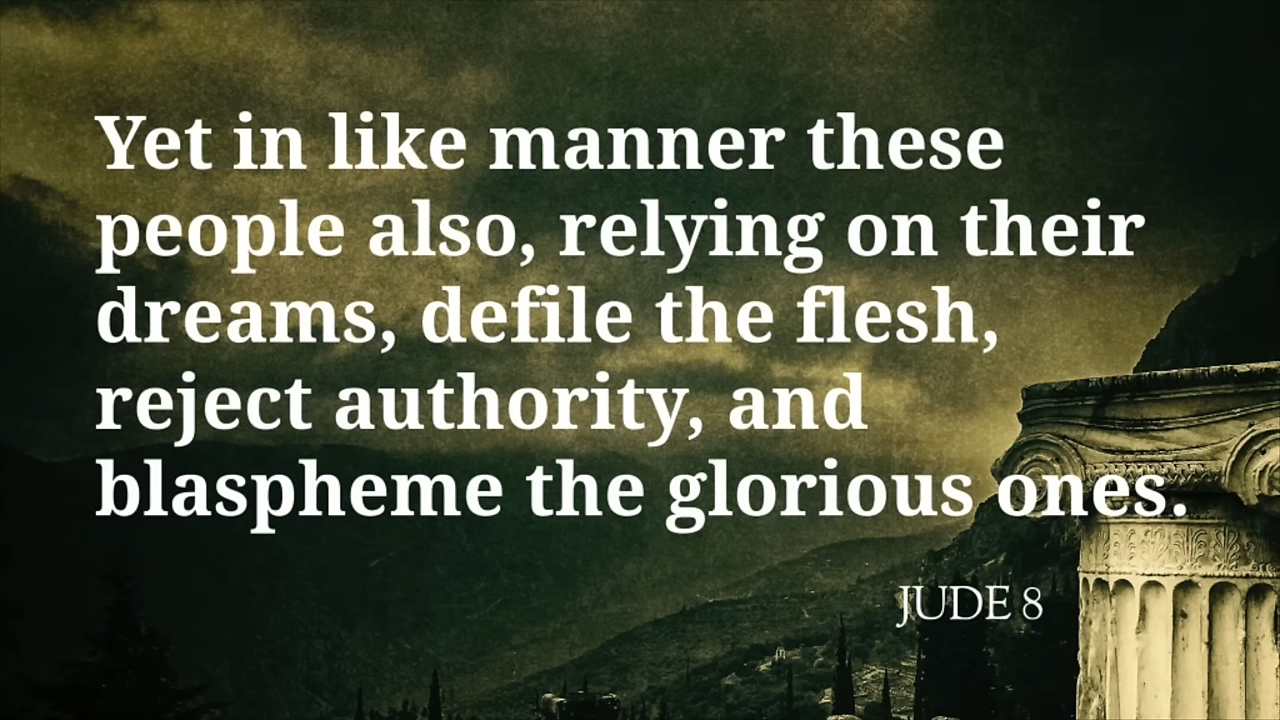 Yet in like manner these
people also, relying on their
dreams, defile the flesh,
reject authority, and
blaspheme the glorious ones.
JUDE 8